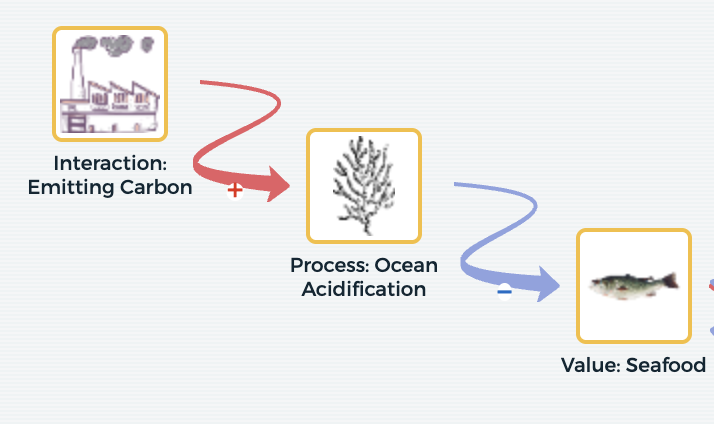 Interaction:
Emitting Carbon
+
Process: Ocean
Acidification
−
Value: Seafood